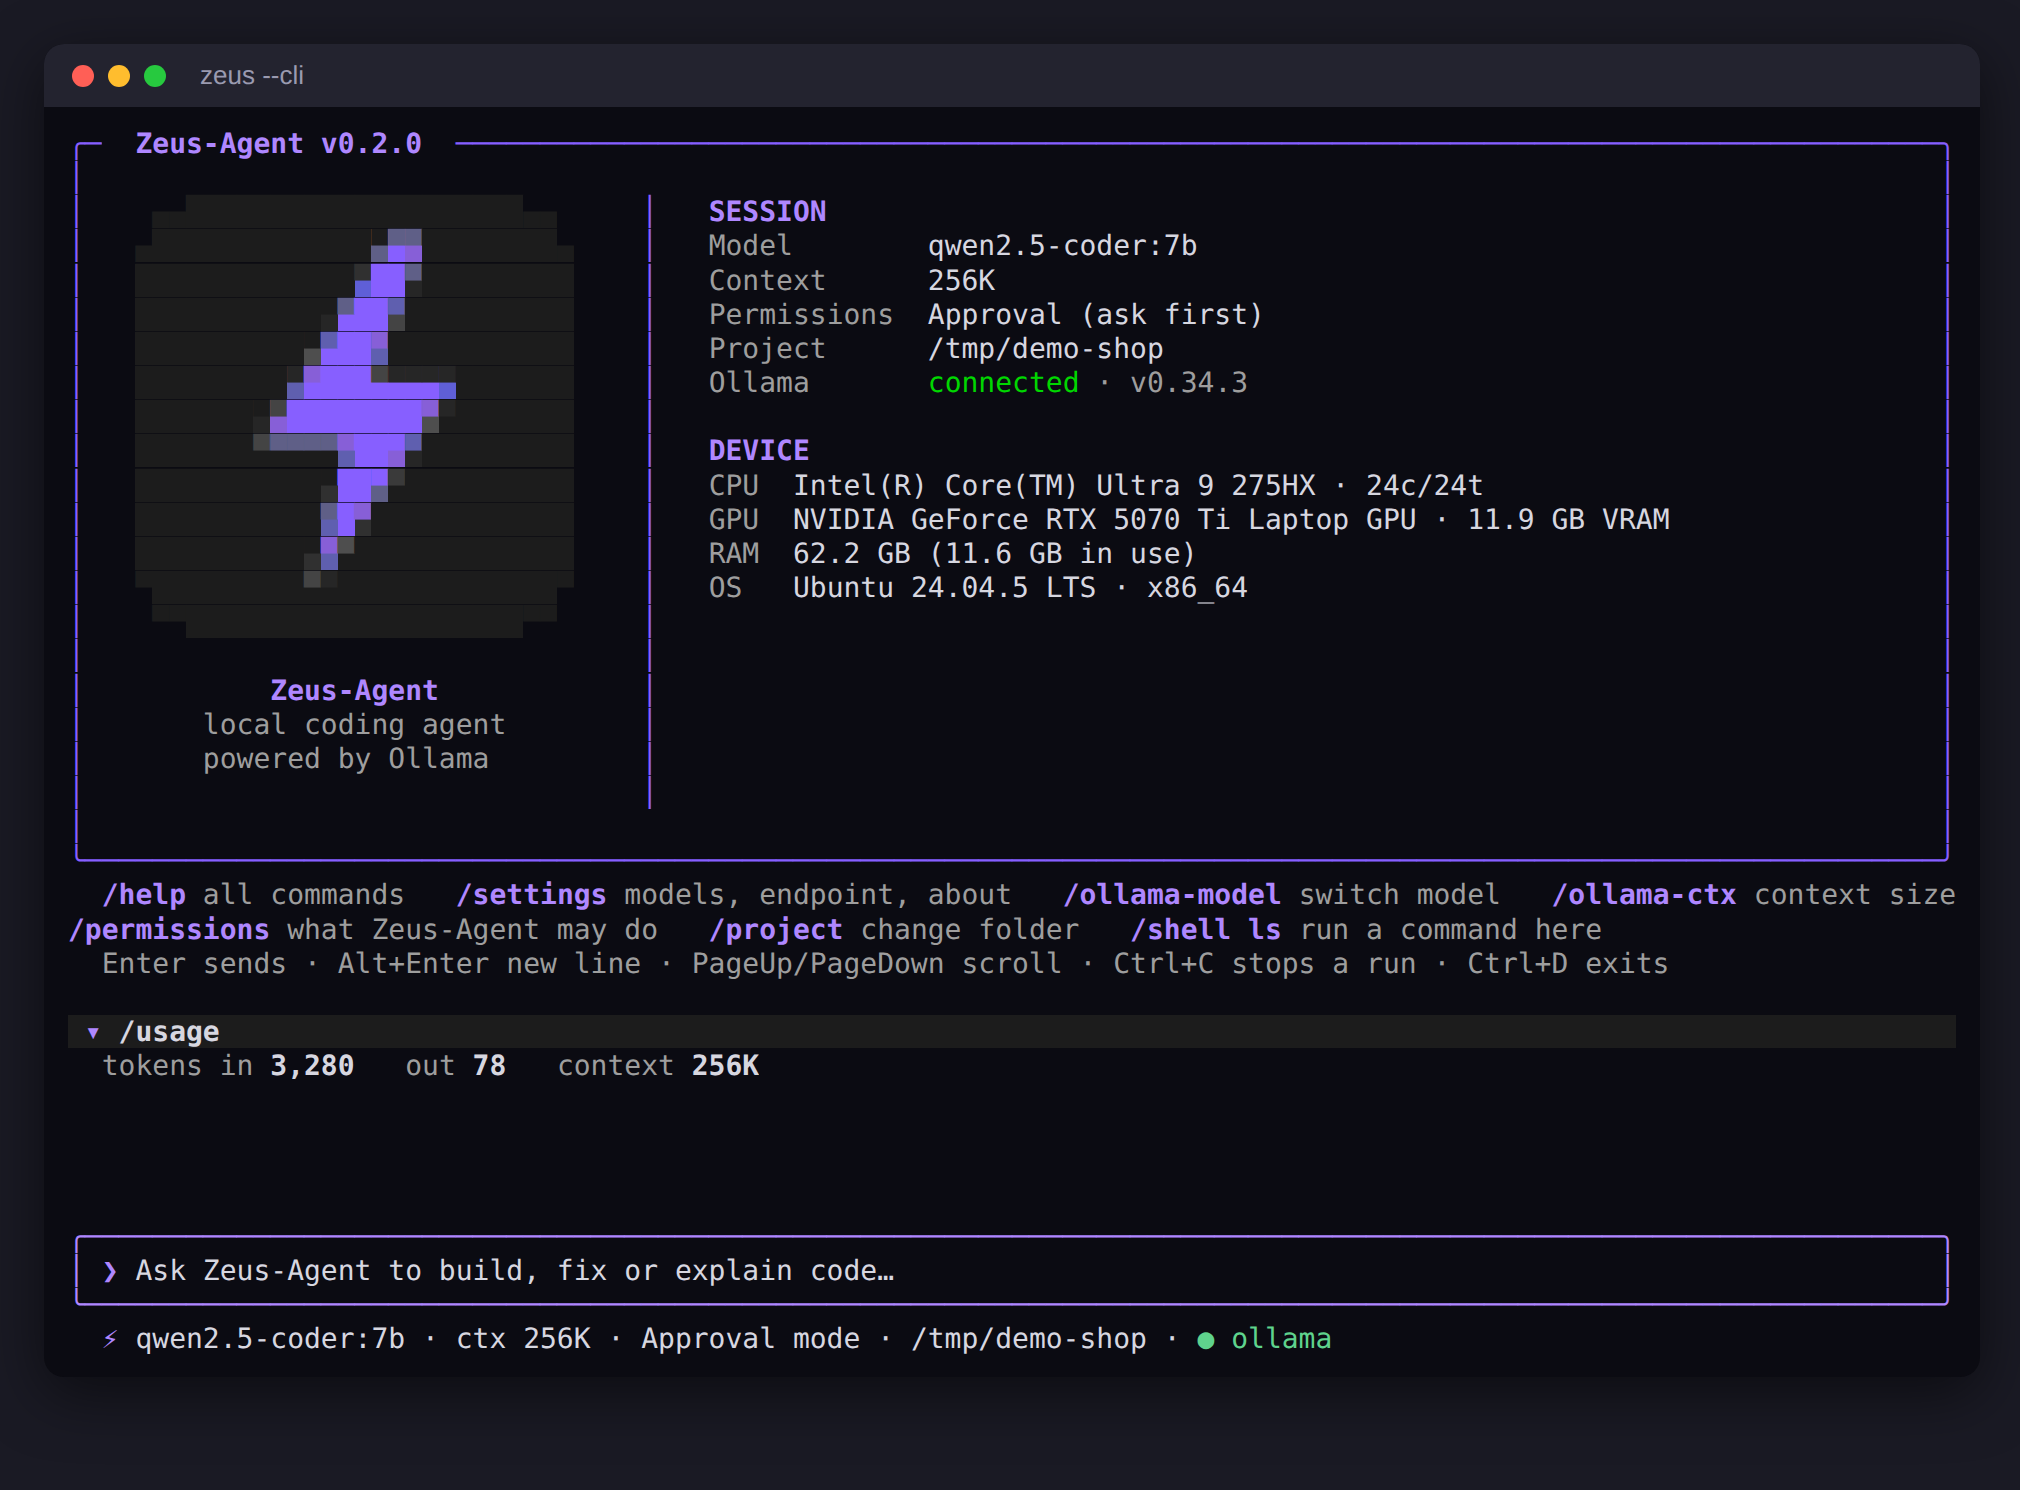 zeus --cli
Zeus-Agent v0.2.0
SESSION
Model qwen2.5-coder:7b
Context 256K
Permissions Approval (ask first)
Project /tmp/demo-shop
Ollama connected · v0.34.3
DEVICE
CPU Intel(R) Core(TM) Ultra 9 275HX · 24c/24t
GPU NVIDIA GeForce RTX 5070 Ti Laptop GPU · 11.9 GB VRAM
RAM 62.2 GB (11.6 GB in use)
OS Ubuntu 24.04.5 LTS · x86_64
Zeus-Agent
local coding agent
powered by Ollama
/help all commands /settings models, endpoint, about /ollama-model switch model /ollama-ctx context size
/permissions what Zeus-Agent may do /project change folder /shell ls run a command here
Enter sends · Alt+Enter new line · PageUp/PageDown scroll · Ctrl+C stops a run · Ctrl+D exits
▾ /usage
tokens in 3,280 out 78 context 256K
❯ Ask Zeus-Agent to build, fix or explain code…
⚡ qwen2.5-coder:7b · ctx 256K · Approval mode · /tmp/demo-shop · ● ollama